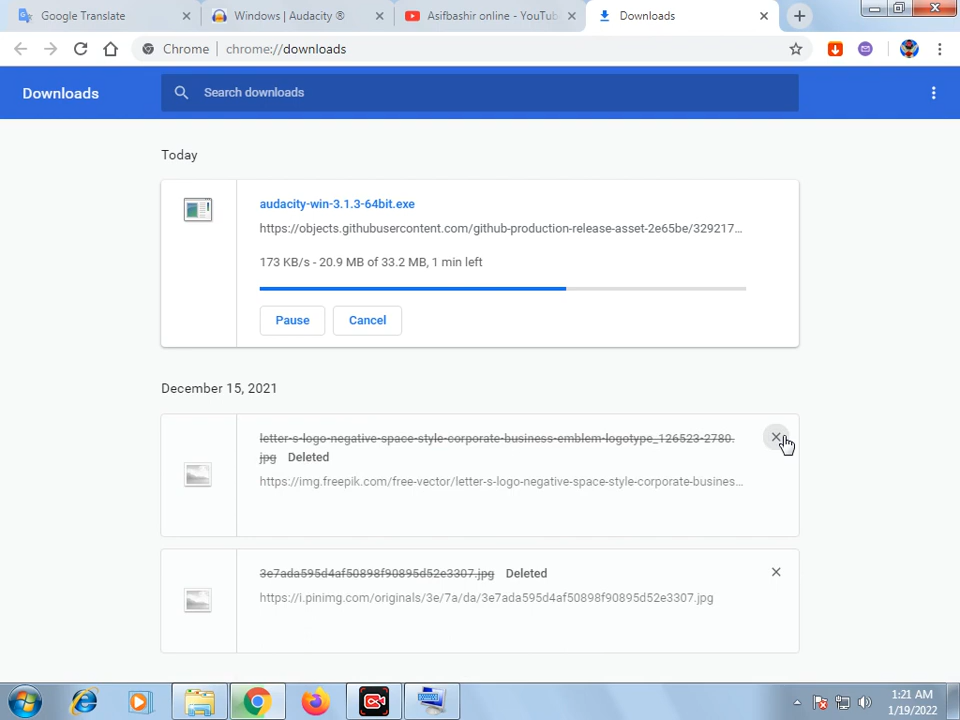 Google Translate
Windows | Audacity ®
Asifbashir online - YouTub
Downloads
Chrome
chrome://downloads
Downloads
Search downloads
Today
audacity-win-3.1.3-64bit.exe
https://objects.githubusercontent.com/github-production-release-asset-2e65be/329217…
173 KB/s - 20.9 MB of 33.2 MB, 1 min left
Pause
Cancel
December 15, 2021
letter-s-logo-negative-space-style-corporate-business-emblem-logotype_126523-2780.
jpg Deleted
https://img.freepik.com/free-vector/letter-s-logo-negative-space-style-corporate-busines…
3e7ada595d4af50898f90895d52e3307.jpg Deleted
https://i.pinimg.com/originals/3e/7a/da/3e7ada595d4af50898f90895d52e3307.jpg
1:21 AM
1/19/2022